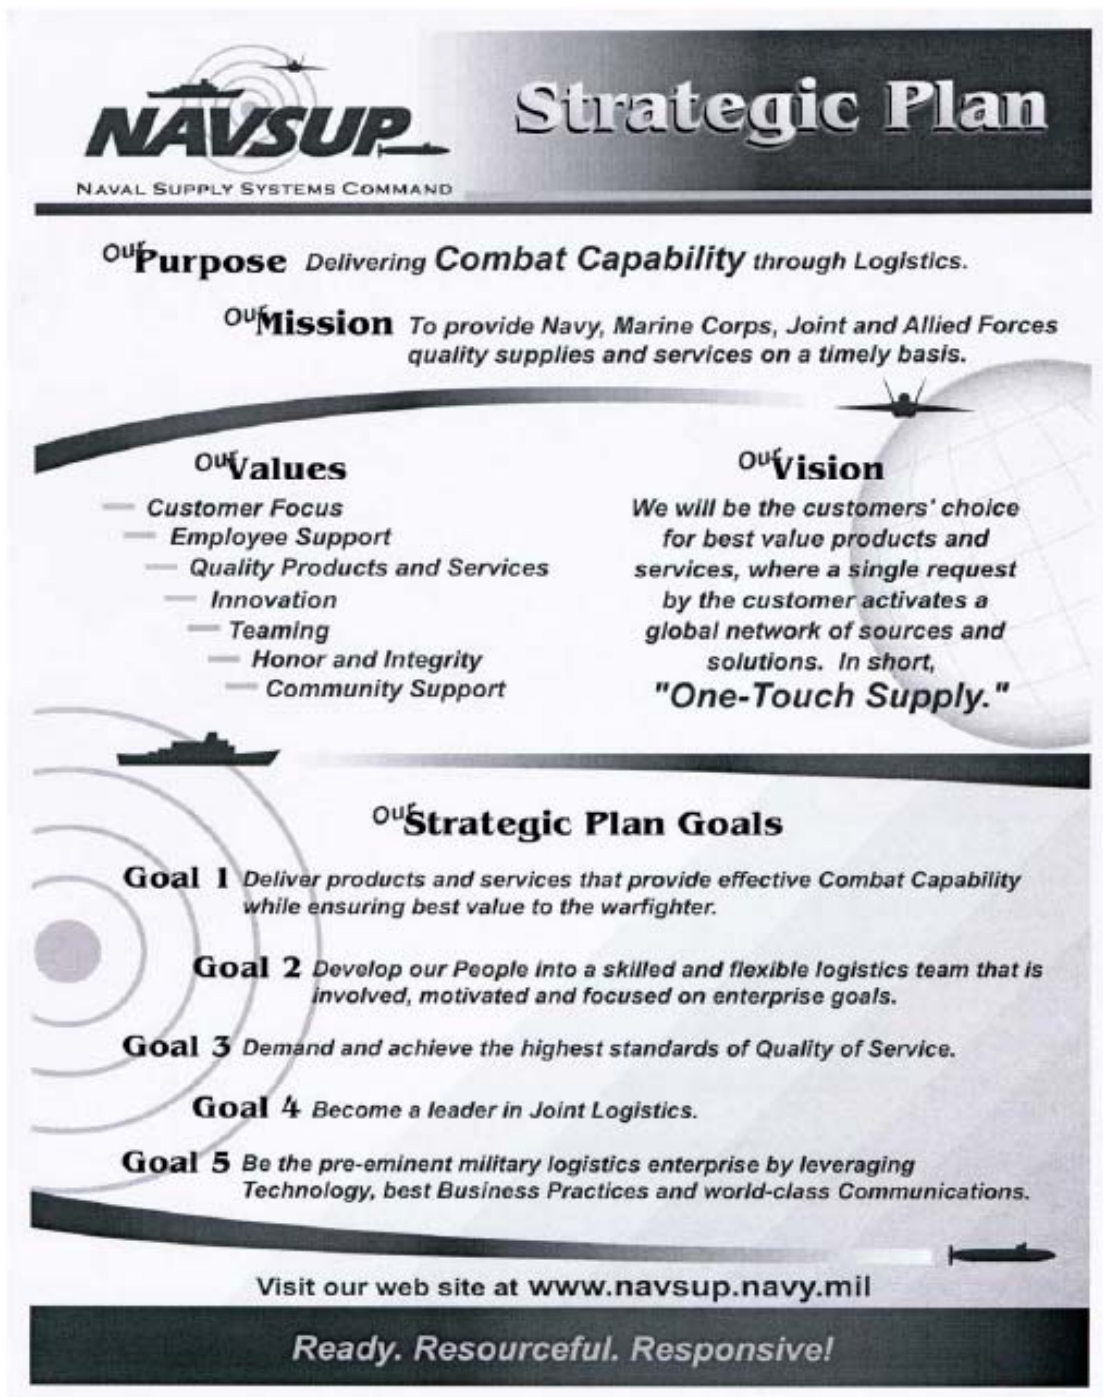 NAVSUP
NAVAL SUPPLY SYSTEMS COMMAND
Strategic Plan
Our Purpose Delivering Combat Capability through Logistics.
Our Mission To provide Navy, Marine Corps, Joint and Allied Forces
quality supplies and services on a timely basis.
Our Values
Customer Focus
Employee Support
Quality Products and Services
Innovation
Teaming
Honor and Integrity
Community Support
Our Vision
We will be the customers' choice
for best value products and
services, where a single request
by the customer activates a
global network of sources and
solutions. In short,
"One-Touch Supply."
Our Strategic Plan Goals
Goal 1 Deliver products and services that provide effective Combat Capability
while ensuring best value to the warfighter.
Goal 2 Develop our People into a skilled and flexible logistics team that is
involved, motivated and focused on enterprise goals.
Goal 3 Demand and achieve the highest standards of Quality of Service.
Goal 4 Become a leader in Joint Logistics.
Goal 5 Be the pre-eminent military logistics enterprise by leveraging
Technology, best Business Practices and world-class Communications.
Visit our web site at www.navsup.navy.mil
Ready. Resourceful. Responsive!